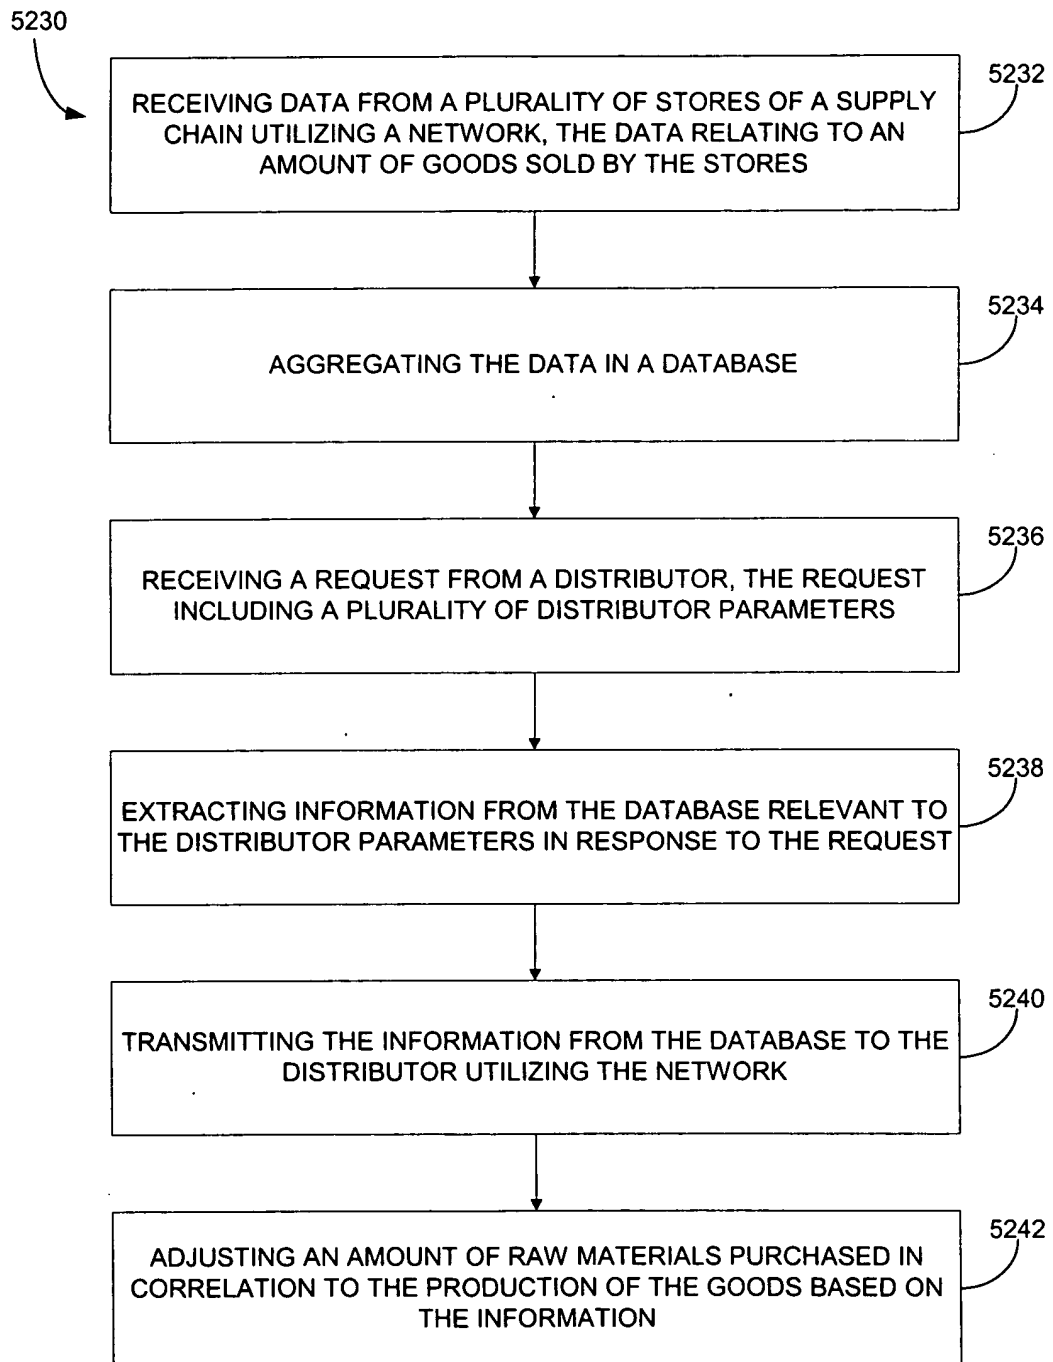 5230
5232
RECEIVING DATA FROM A PLURALITY OF STORES OF A SUPPLY
CHAIN UTILIZING A NETWORK, THE DATA RELATING TO AN
AMOUNT OF GOODS SOLD BY THE STORES
5234
AGGREGATING THE DATA IN A DATABASE
5236
RECEIVING A REQUEST FROM A DISTRIBUTOR, THE REQUEST
INCLUDING A PLURALITY OF DISTRIBUTOR PARAMETERS
5238
EXTRACTING INFORMATION FROM THE DATABASE RELEVANT TO
THE DISTRIBUTOR PARAMETERS IN RESPONSE TO THE REQUEST
5240
TRANSMITTING THE INFORMATION FROM THE DATABASE TO THE
DISTRIBUTOR UTILIZING THE NETWORK
5242
ADJUSTING AN AMOUNT OF RAW MATERIALS PURCHASED IN
CORRELATION TO THE PRODUCTION OF THE GOODS BASED ON
THE INFORMATION